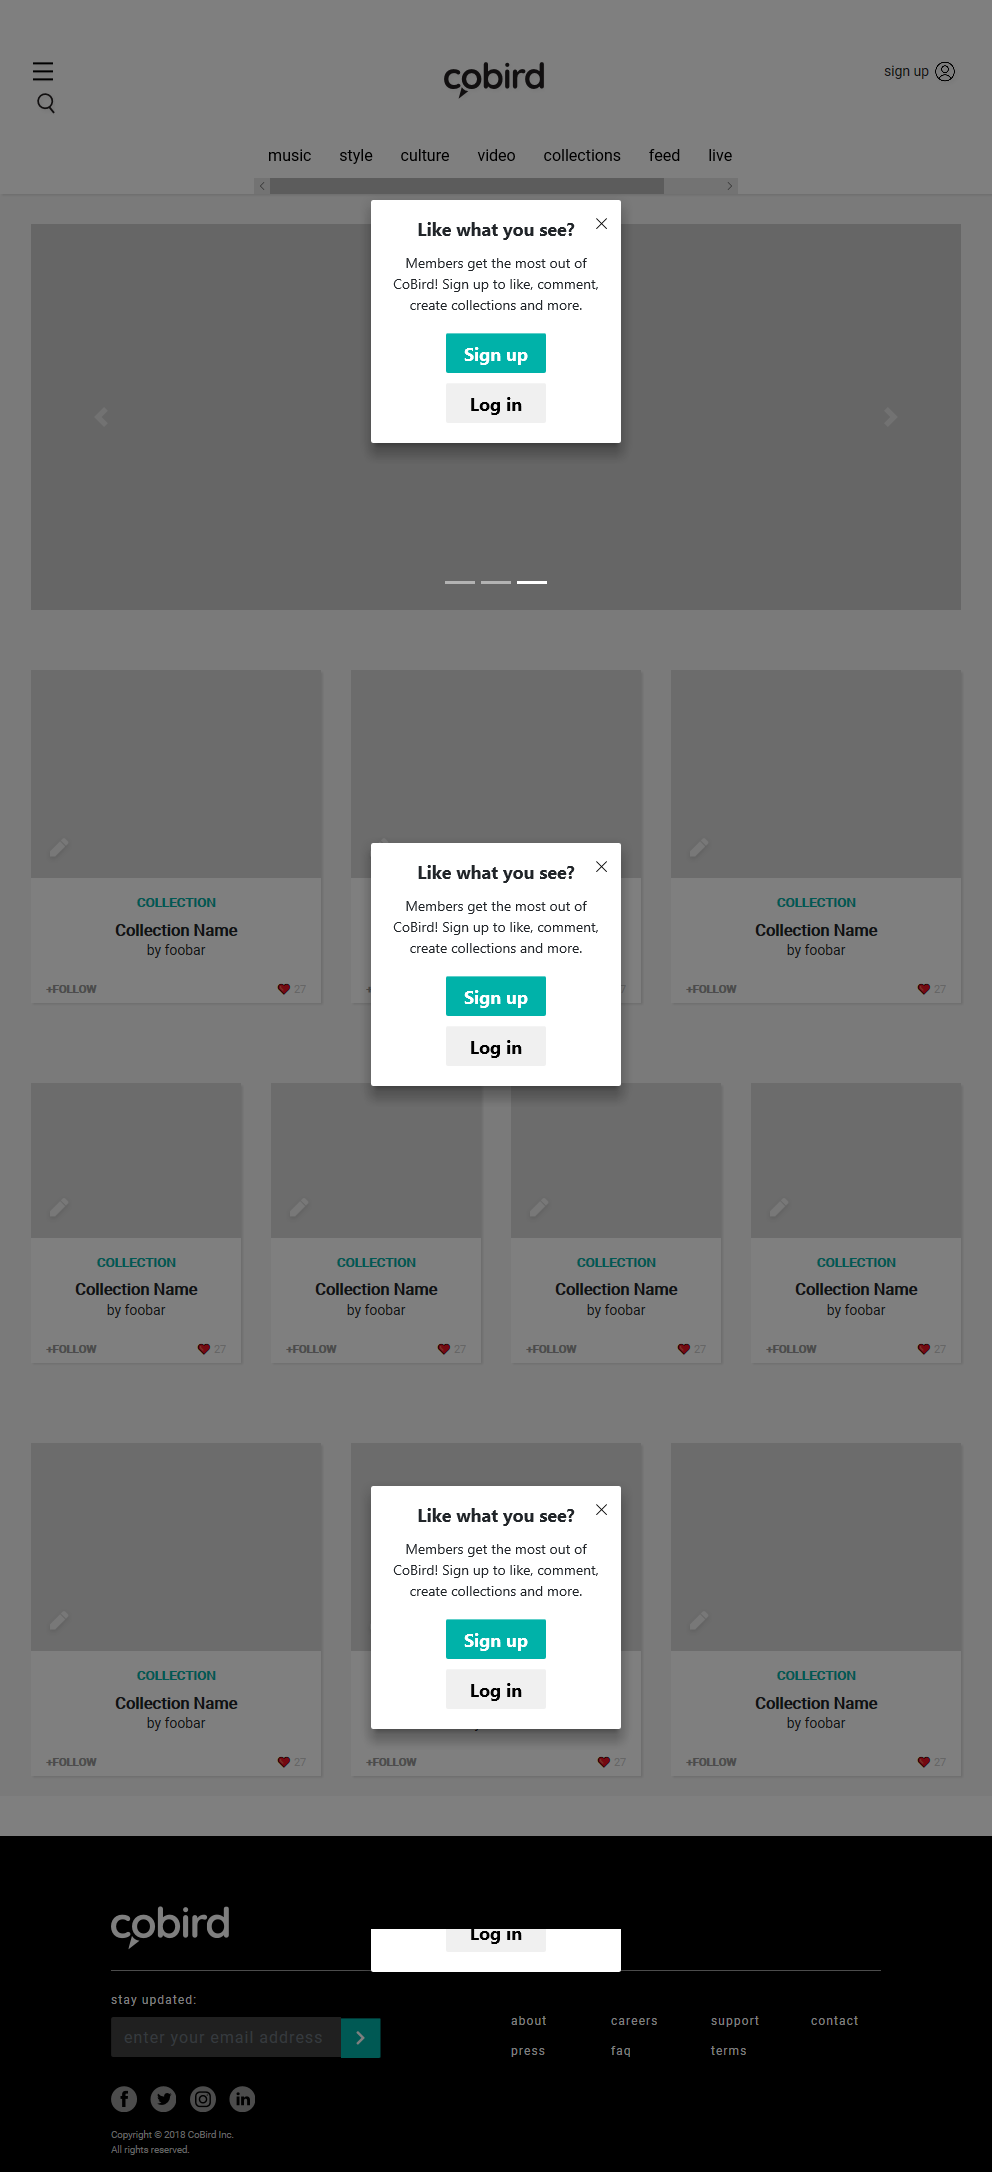 cobird
sign up
music style culture video collections feed live
Like what you see?
Members get the most out of
CoBird! Sign up to like, comment,
create collections and more.
Sign up
Log in
Like what you see?
Members get the most out of
CoBird! Sign up to like, comment,
create collections and more.
Sign up
Log in
COLLECTION
Collection Name
by foobar
+FOLLOW 27
COLLECTION
Collection Name
by foobar
+FOLLOW 27
COLLECTION
Collection Name
by foobar
+FOLLOW 27
COLLECTION
Collection Name
by foobar
+FOLLOW 27
COLLECTION
Collection Name
by foobar
+FOLLOW 27
COLLECTION
Collection Name
by foobar
+FOLLOW 27
Like what you see?
Members get the most out of
CoBird! Sign up to like, comment,
create collections and more.
Sign up
Log in
COLLECTION
Collection Name
by foobar
+FOLLOW 27
+FOLLOW 27
COLLECTION
Collection Name
by foobar
+FOLLOW 27
cobird
Log in
stay updated:
enter your email address
about careers support contact
press faq terms
Copyright © 2018 CoBird Inc.
All rights reserved.